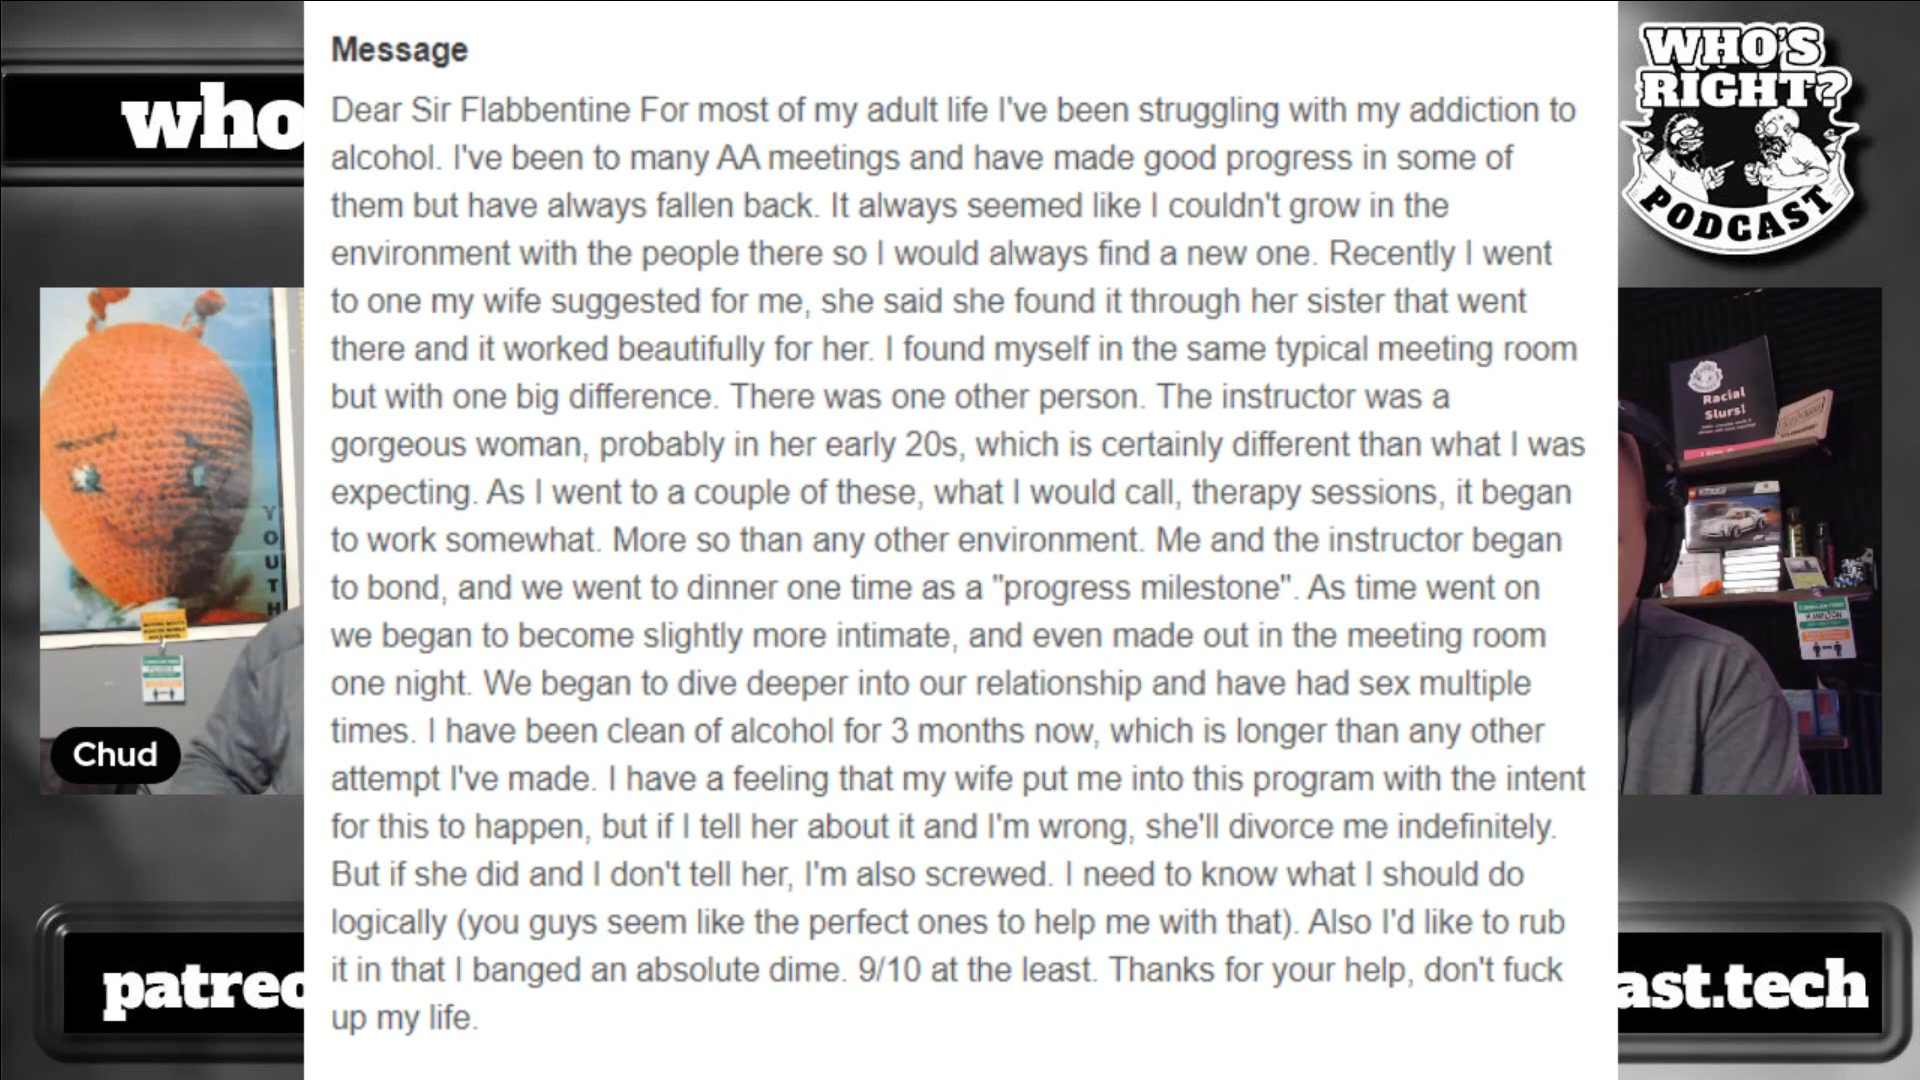 Message
Dear Sir Flabbentine For most of my adult life I've been struggling with my addiction to
alcohol. I've been to many AA meetings and have made good progress in some of
them but have always fallen back. It always seemed like I couldn't grow in the
environment with the people there so I would always find a new one. Recently I went
to one my wife suggested for me, she said she found it through her sister that went
there and it worked beautifully for her. I found myself in the same typical meeting room
but with one big difference. There was one other person. The instructor was a
gorgeous woman, probably in her early 20s, which is certainly different than what I was
expecting. As I went to a couple of these, what I would call, therapy sessions, it began
to work somewhat. More so than any other environment. Me and the instructor began
to bond, and we went to dinner one time as a "progress milestone". As time went on
we began to become slightly more intimate, and even made out in the meeting room
one night. We began to dive deeper into our relationship and have had sex multiple
times. I have been clean of alcohol for 3 months now, which is longer than any other
attempt I've made. I have a feeling that my wife put me into this program with the intent
for this to happen, but if I tell her about it and I'm wrong, she'll divorce me indefinitely.
But if she did and I don't tell her, I'm also screwed. I need to know what I should do
logically (you guys seem like the perfect ones to help me with that). Also I'd like to rub
it in that I banged an absolute dime. 9/10 at the least. Thanks for your help, don't fuck
up my life.
who
WHO'S
RIGHT?
PODCAST
YOUTH
Chud
Racial
Slurs!
HAMILTON
patreo
ast.tech